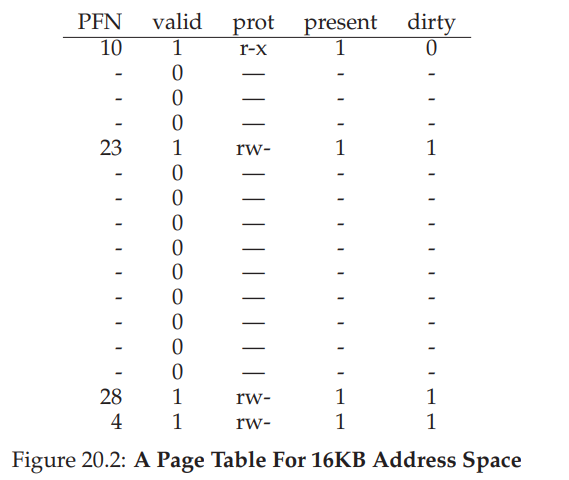 PFN valid prot present dirty
10 1 r-x 1 0
- 0 — - -
- 0 — - -
- 0 — - -
23 1 rw- 1 1
- 0 — - -
- 0 — - -
- 0 — - -
- 0 — - -
- 0 — - -
- 0 — - -
- 0 — - -
- 0 — - -
- 0 — - -
28 1 rw- 1 1
4 1 rw- 1 1
Figure 20.2: A Page Table For 16KB Address Space